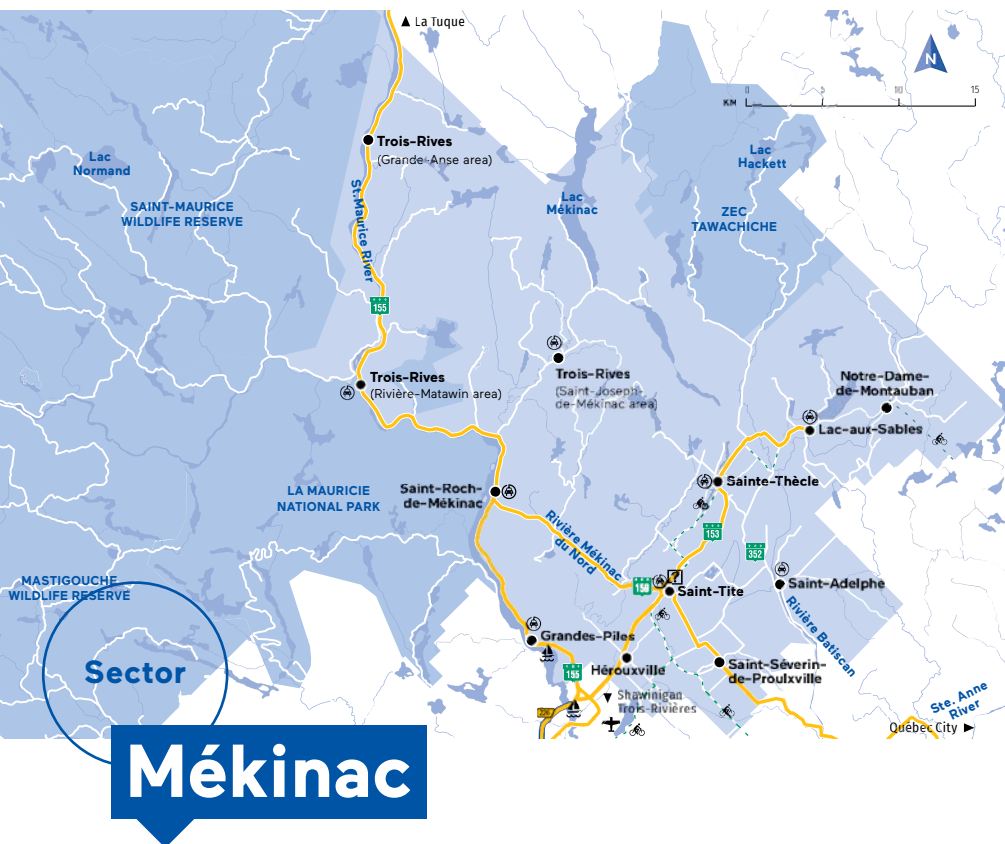 ▲ La Tuque
N
KM 0 5 10 15
Trois-Rives
(Grande-Anse area)
Lac
Normand
Lac
Hackett
SAINT-MAURICE
WILDLIFE RESERVE
St.Maurice River
Lac
Mékinac
ZEC
TAWACHICHE
155
Trois-Rives
(Rivière-Matawin area)
Trois-Rives
(Saint-Joseph-
de-Mékinac area)
Notre-Dame-
de-Montauban
Lac-aux-Sables
Sainte-Thècle
Saint-Roch-
de-Mékinac
LA MAURICIE
NATIONAL PARK
Rivière Mékinac
du Nord
153
352
?
Saint-Tite
Saint-Adelphe
MASTIGOUCHE
WILDLIFE RESERVE
Rivière Batiscan
Grandes-Piles
Hérouxville
Saint-Séverin-
de-Proulxville
155
Shawinigan
Trois-Rivières
Ste. Anne
River
Québec City ►
Sector
Mékinac